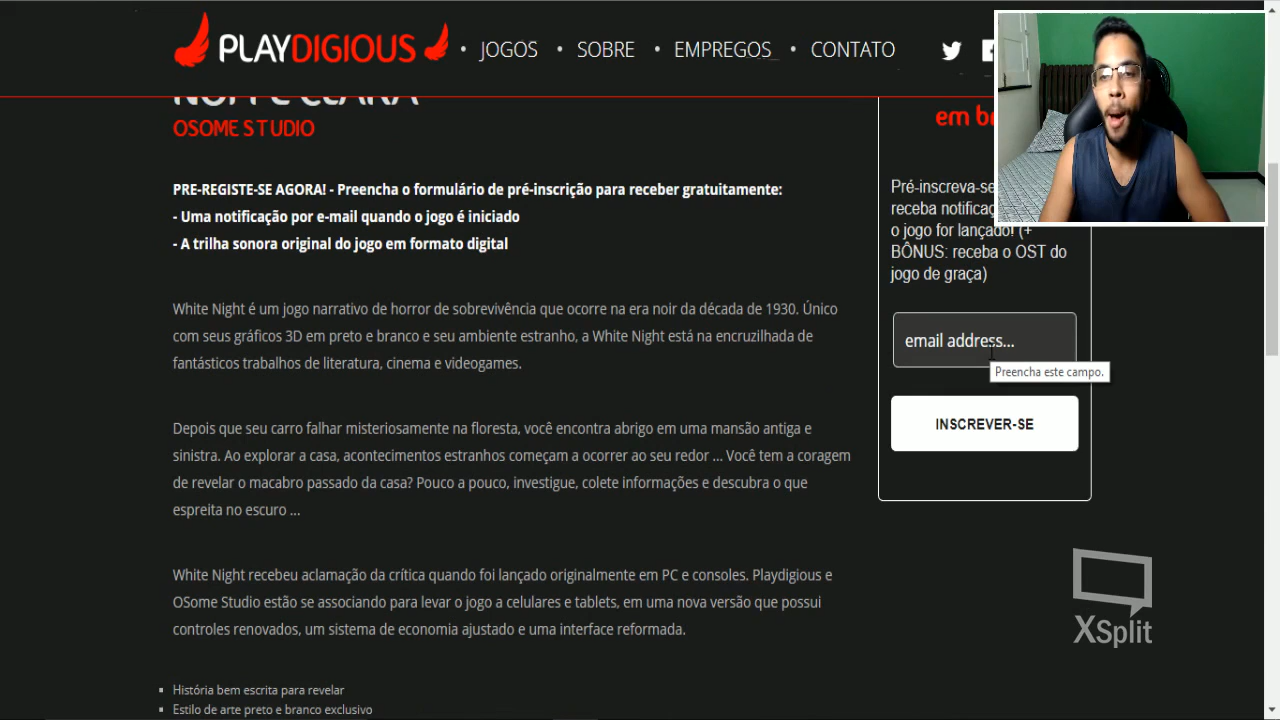 PLAYDIGIOUS
• JOGOS • SOBRE • EMPREGOS • CONTATO
OSOME STUDIO
PRE-REGISTE-SE AGORA! - Preencha o formulário de pré-inscrição para receber gratuitamente:
- Uma notificação por e-mail quando o jogo é iniciado
- A trilha sonora original do jogo em formato digital
White Night é um jogo narrativo de horror de sobrevivência que ocorre na era noir da década de 1930. Único
com seus gráficos 3D em preto e branco e seu ambiente estranho, a White Night está na encruzilhada de
fantásticos trabalhos de literatura, cinema e videogames.
Depois que seu carro falhar misteriosamente na floresta, você encontra abrigo em uma mansão antiga e
sinistra. Ao explorar a casa, acontecimentos estranhos começam a ocorrer ao seu redor ... Você tem a coragem
de revelar o macabro passado da casa? Pouco a pouco, investigue, colete informações e descubra o que
espreita no escuro ...
White Night recebeu aclamação da crítica quando foi lançado originalmente em PC e consoles. Playdigious e
OSome Studio estão se associando para levar o jogo a celulares e tablets, em uma nova versão que possui
controles renovados, um sistema de economia ajustado e uma interface reformada.
▪ História bem escrita para revelar
▪ Estilo de arte preto e branco exclusivo
em
Pré-inscreva-se
receba
o jogo for lançado! (+
BÔNUS: receba o OST do
jogo de graça)
email address...
Preencha este campo.
INSCREVER-SE
XSplit